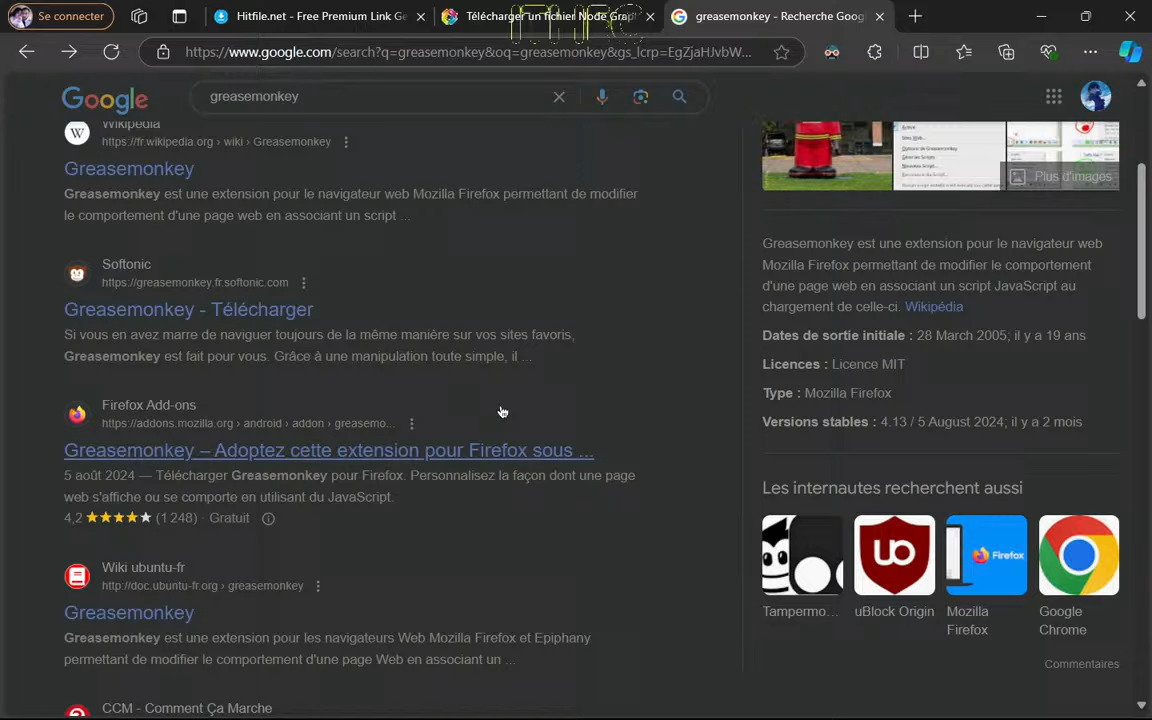 Se connecter
Hitfile.net - Free Premium Link Ge
Télécharger un fichier Node Grap
greasemonkey - Recherche Goog
https://www.google.com/search?q=greasemonkey&oq=greasemonkey&gs_lcrp=EgZjaHJvbW...
Google
greasemonkey
Wikipedia
https://fr.wikipedia.org › wiki › Greasemonkey
Greasemonkey
Greasemonkey est une extension pour le navigateur web Mozilla Firefox permettant de modifier
le comportement d'une page web en associant un script ...
Softonic
https://greasemonkey.fr.softonic.com
Greasemonkey - Télécharger
Si vous en avez marre de naviguer toujours de la même manière sur vos sites favoris,
Greasemonkey est fait pour vous. Grâce à une manipulation toute simple, il ...
Firefox Add-ons
https://addons.mozilla.org › android › addon › greasemo...
Greasemonkey – Adoptez cette extension pour Firefox sous ...
5 août 2024 — Télécharger Greasemonkey pour Firefox. Personnalisez la façon dont une page
web s'affiche ou se comporte en utilisant du JavaScript.
4,2 (1 248) · Gratuit
Wiki ubuntu-fr
http://doc.ubuntu-fr.org › greasemonkey
Greasemonkey
Greasemonkey est une extension pour les navigateurs Web Mozilla Firefox et Epiphany
permettant de modifier le comportement d'une page Web en associant un ...
CCM - Comment Ça Marche
Plus d'images
Greasemonkey est une extension pour le navigateur web
Mozilla Firefox permettant de modifier le comportement
d'une page web en associant un script JavaScript au
chargement de celle-ci. Wikipédia
Dates de sortie initiale : 28 March 2005; il y a 19 ans
Licences : Licence MIT
Type : Mozilla Firefox
Versions stables : 4.13 / 5 August 2024; il y a 2 mois
Les internautes recherchent aussi
Firefox
Tampermo...
uBlock Origin
Mozilla
Firefox
Google
Chrome
Commentaires